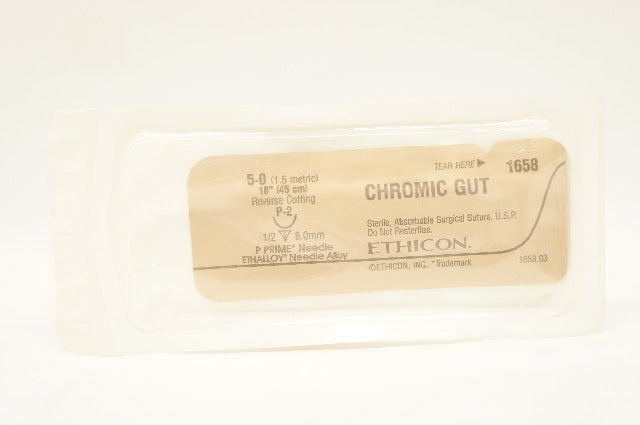 5-0 (1.5 metric)
18" (45 cm)
Reverse Cutting
P-2
1/2 8.0mm
P PRIME* Needle
ETHALLOY* Needle Alloy
TEAR HERE 1658
CHROMIC GUT
Sterile, Absorbable Surgical Suture, U.S.P.
Do Not Resterilize.
ETHICON.
©ETHICON, INC. *Trademark 1658.03